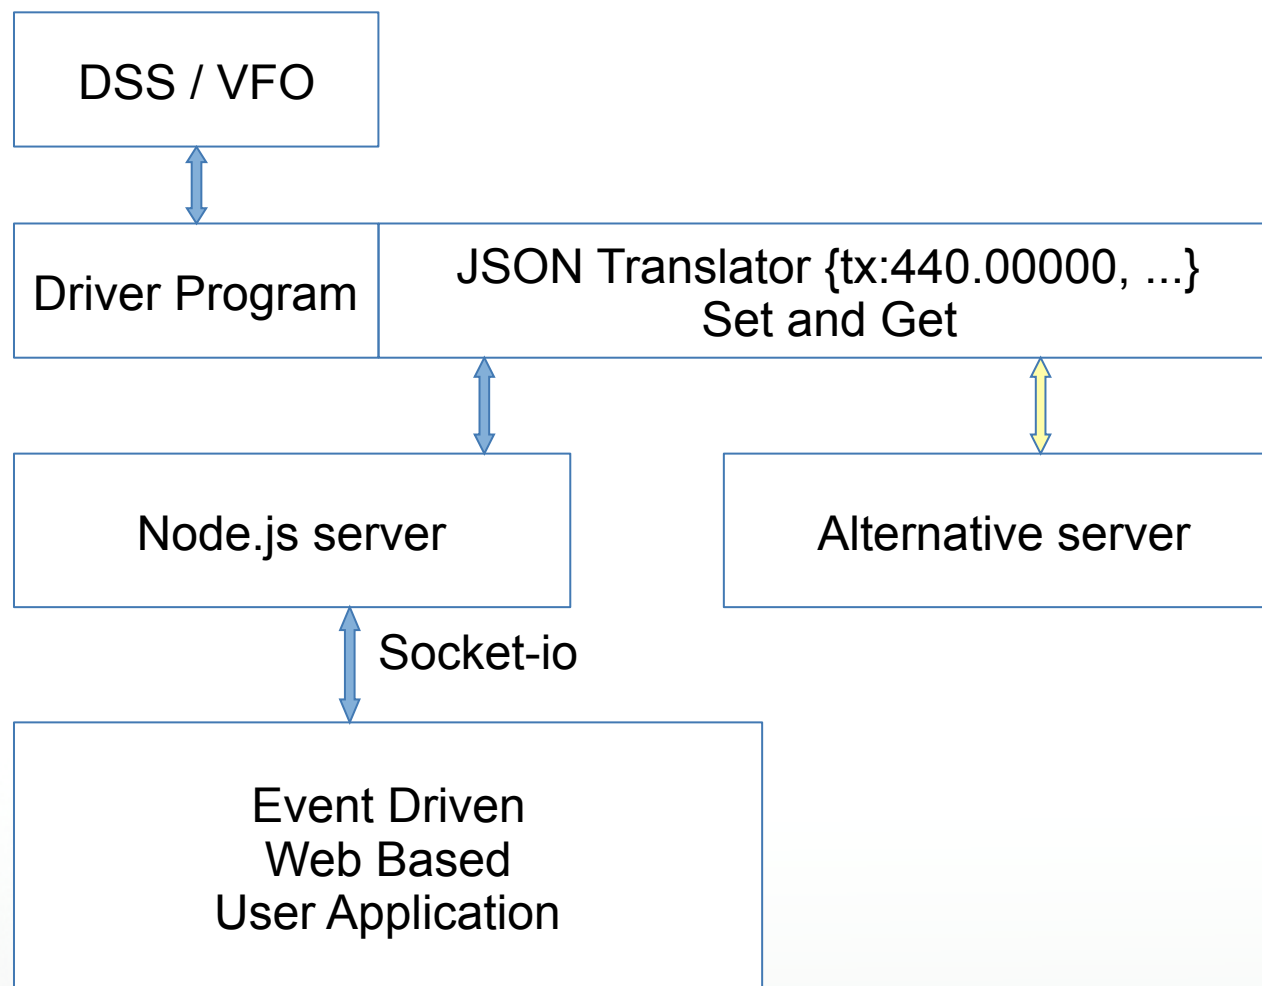 DSS / VFO
Driver Program
JSON Translator {tx:440.00000, ...}
Set and Get
Node.js server
Alternative server
Socket-io
Event Driven
Web Based
User Application